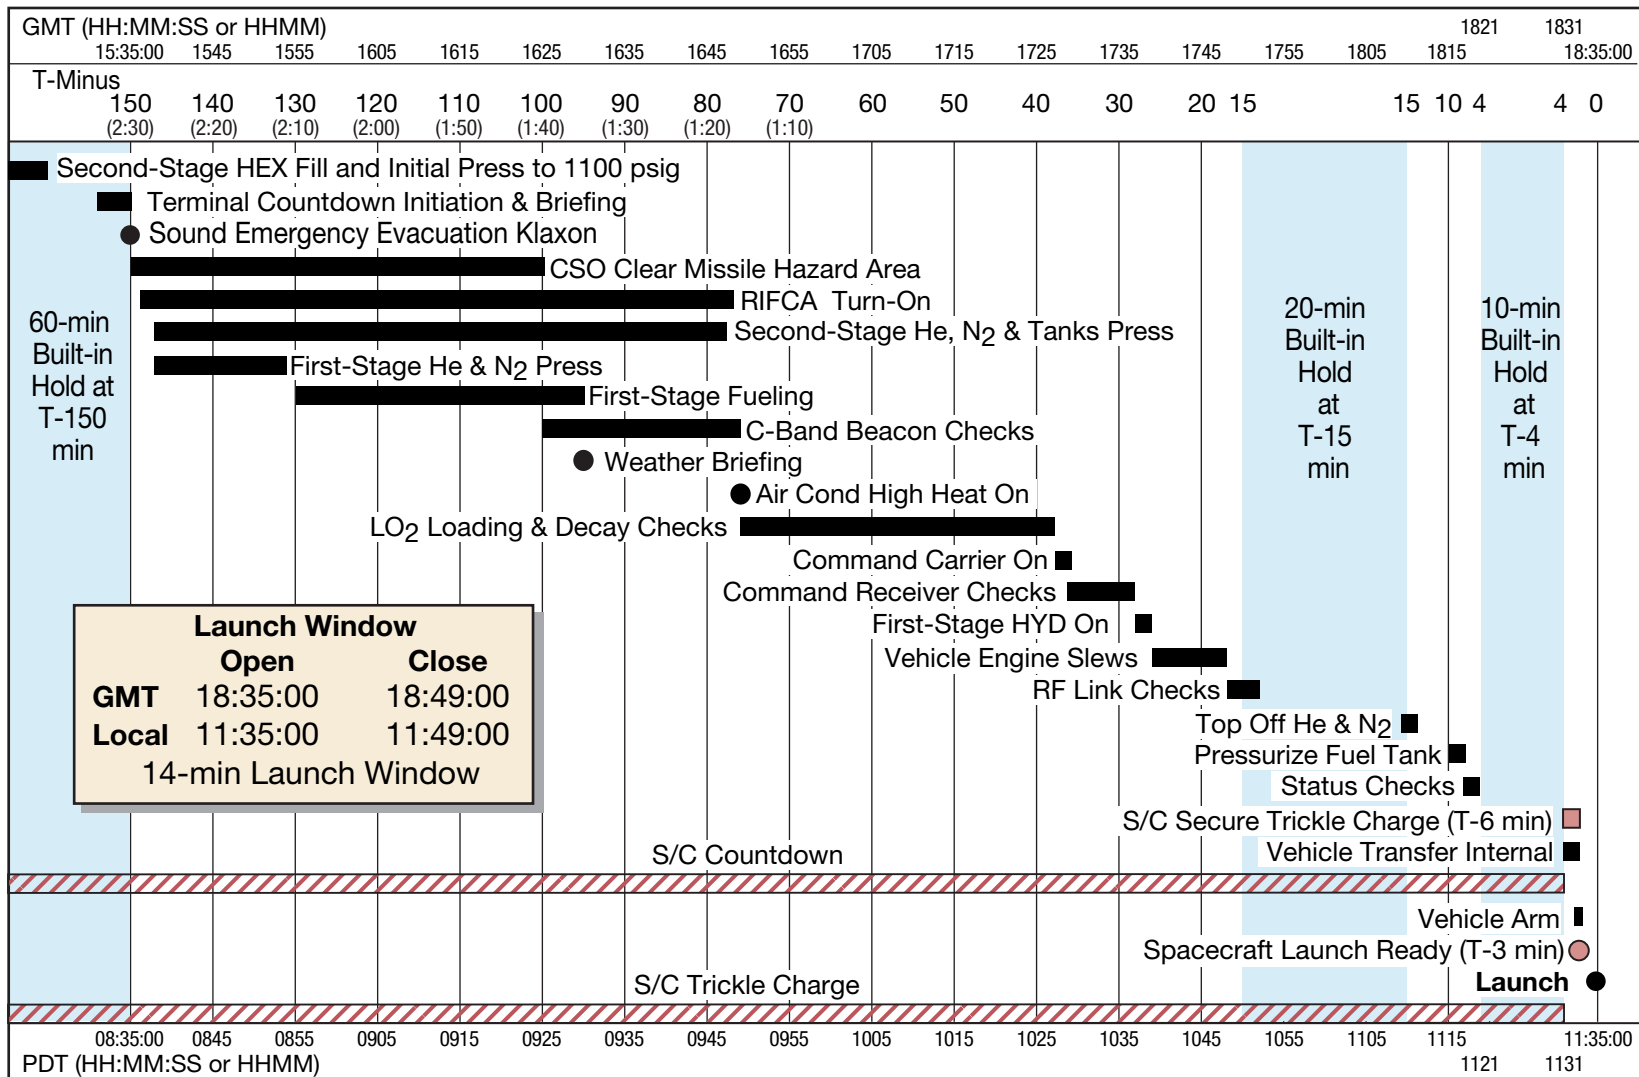 GMT (HH:MM:SS or HHMM)
1821 1831
15:35:00 1545 1555 1605 1615 1625 1635 1645 1655 1705 1715 1725 1735 1745 1755 1805 1815 18:35:00
T-Minus
150 140 130 120 110 100 90 80 70 60 50 40 30 20 15 15 10 4 4 0
(2:30) (2:20) (2:10) (2:00) (1:50) (1:40) (1:30) (1:20) (1:10)
Second-Stage HEX Fill and Initial Press to 1100 psig
Terminal Countdown Initiation & Briefing
Sound Emergency Evacuation Klaxon
CSO Clear Missile Hazard Area
RIFCA Turn-On
Second-Stage He, N2 & Tanks Press
First-Stage He & N2 Press
First-Stage Fueling
C-Band Beacon Checks
Weather Briefing
Air Cond High Heat On
LO2 Loading & Decay Checks
Command Carrier On
Command Receiver Checks
First-Stage HYD On
Vehicle Engine Slews
RF Link Checks
Top Off He & N2
Pressurize Fuel Tank
Status Checks
S/C Secure Trickle Charge (T-6 min)
Vehicle Transfer Internal
S/C Countdown
Vehicle Arm
Spacecraft Launch Ready (T-3 min)
S/C Trickle Charge
Launch
60-min
Built-in
Hold at
T-150
min
20-min
Built-in
Hold
at
T-15
min
10-min
Built-in
Hold
at
T-4
min
Launch Window
Open Close
GMT 18:35:00 18:49:00
Local 11:35:00 11:49:00
14-min Launch Window
08:35:00 0845 0855 0905 0915 0925 0935 0945 0955 1005 1015 1025 1035 1045 1055 1105 1115 11:35:00
PDT (HH:MM:SS or HHMM)
1121 1131